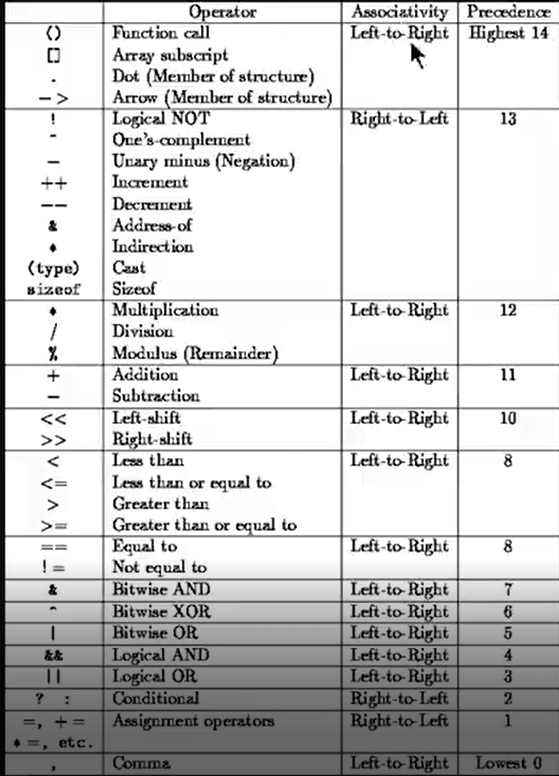 Operator Associativity Precedence
() Function call Left-to-Right Highest 14
[] Array subscript
. Dot (Member of structure)
-> Arrow (Member of structure)
! Logical NOT Right-to-Left 13
~ One's-complement
- Unary minus (Negation)
++ Increment
-- Decrement
& Address-of
* Indirection
(type) Cast
sizeof Sizeof
* Multiplication Left-to-Right 12
/ Division
% Modulus (Remainder)
+ Addition Left-to-Right 11
- Subtraction
<< Left-shift Left-to-Right 10
>> Right-shift
< Less than Left-to-Right 8
<= Less than or equal to
> Greater than
>= Greater than or equal to
== Equal to Left-to-Right 8
!= Not equal to
& Bitwise AND Left-to-Right 7
^ Bitwise XOR Left-to-Right 6
| Bitwise OR Left-to-Right 5
&& Logical AND Left-to-Right 4
|| Logical OR Left-to-Right 3
? : Conditional Right-to-Left 2
=, += Assignment operators Right-to-Left 1
*=, etc.
, Comma Left-to-Right Lowest 0